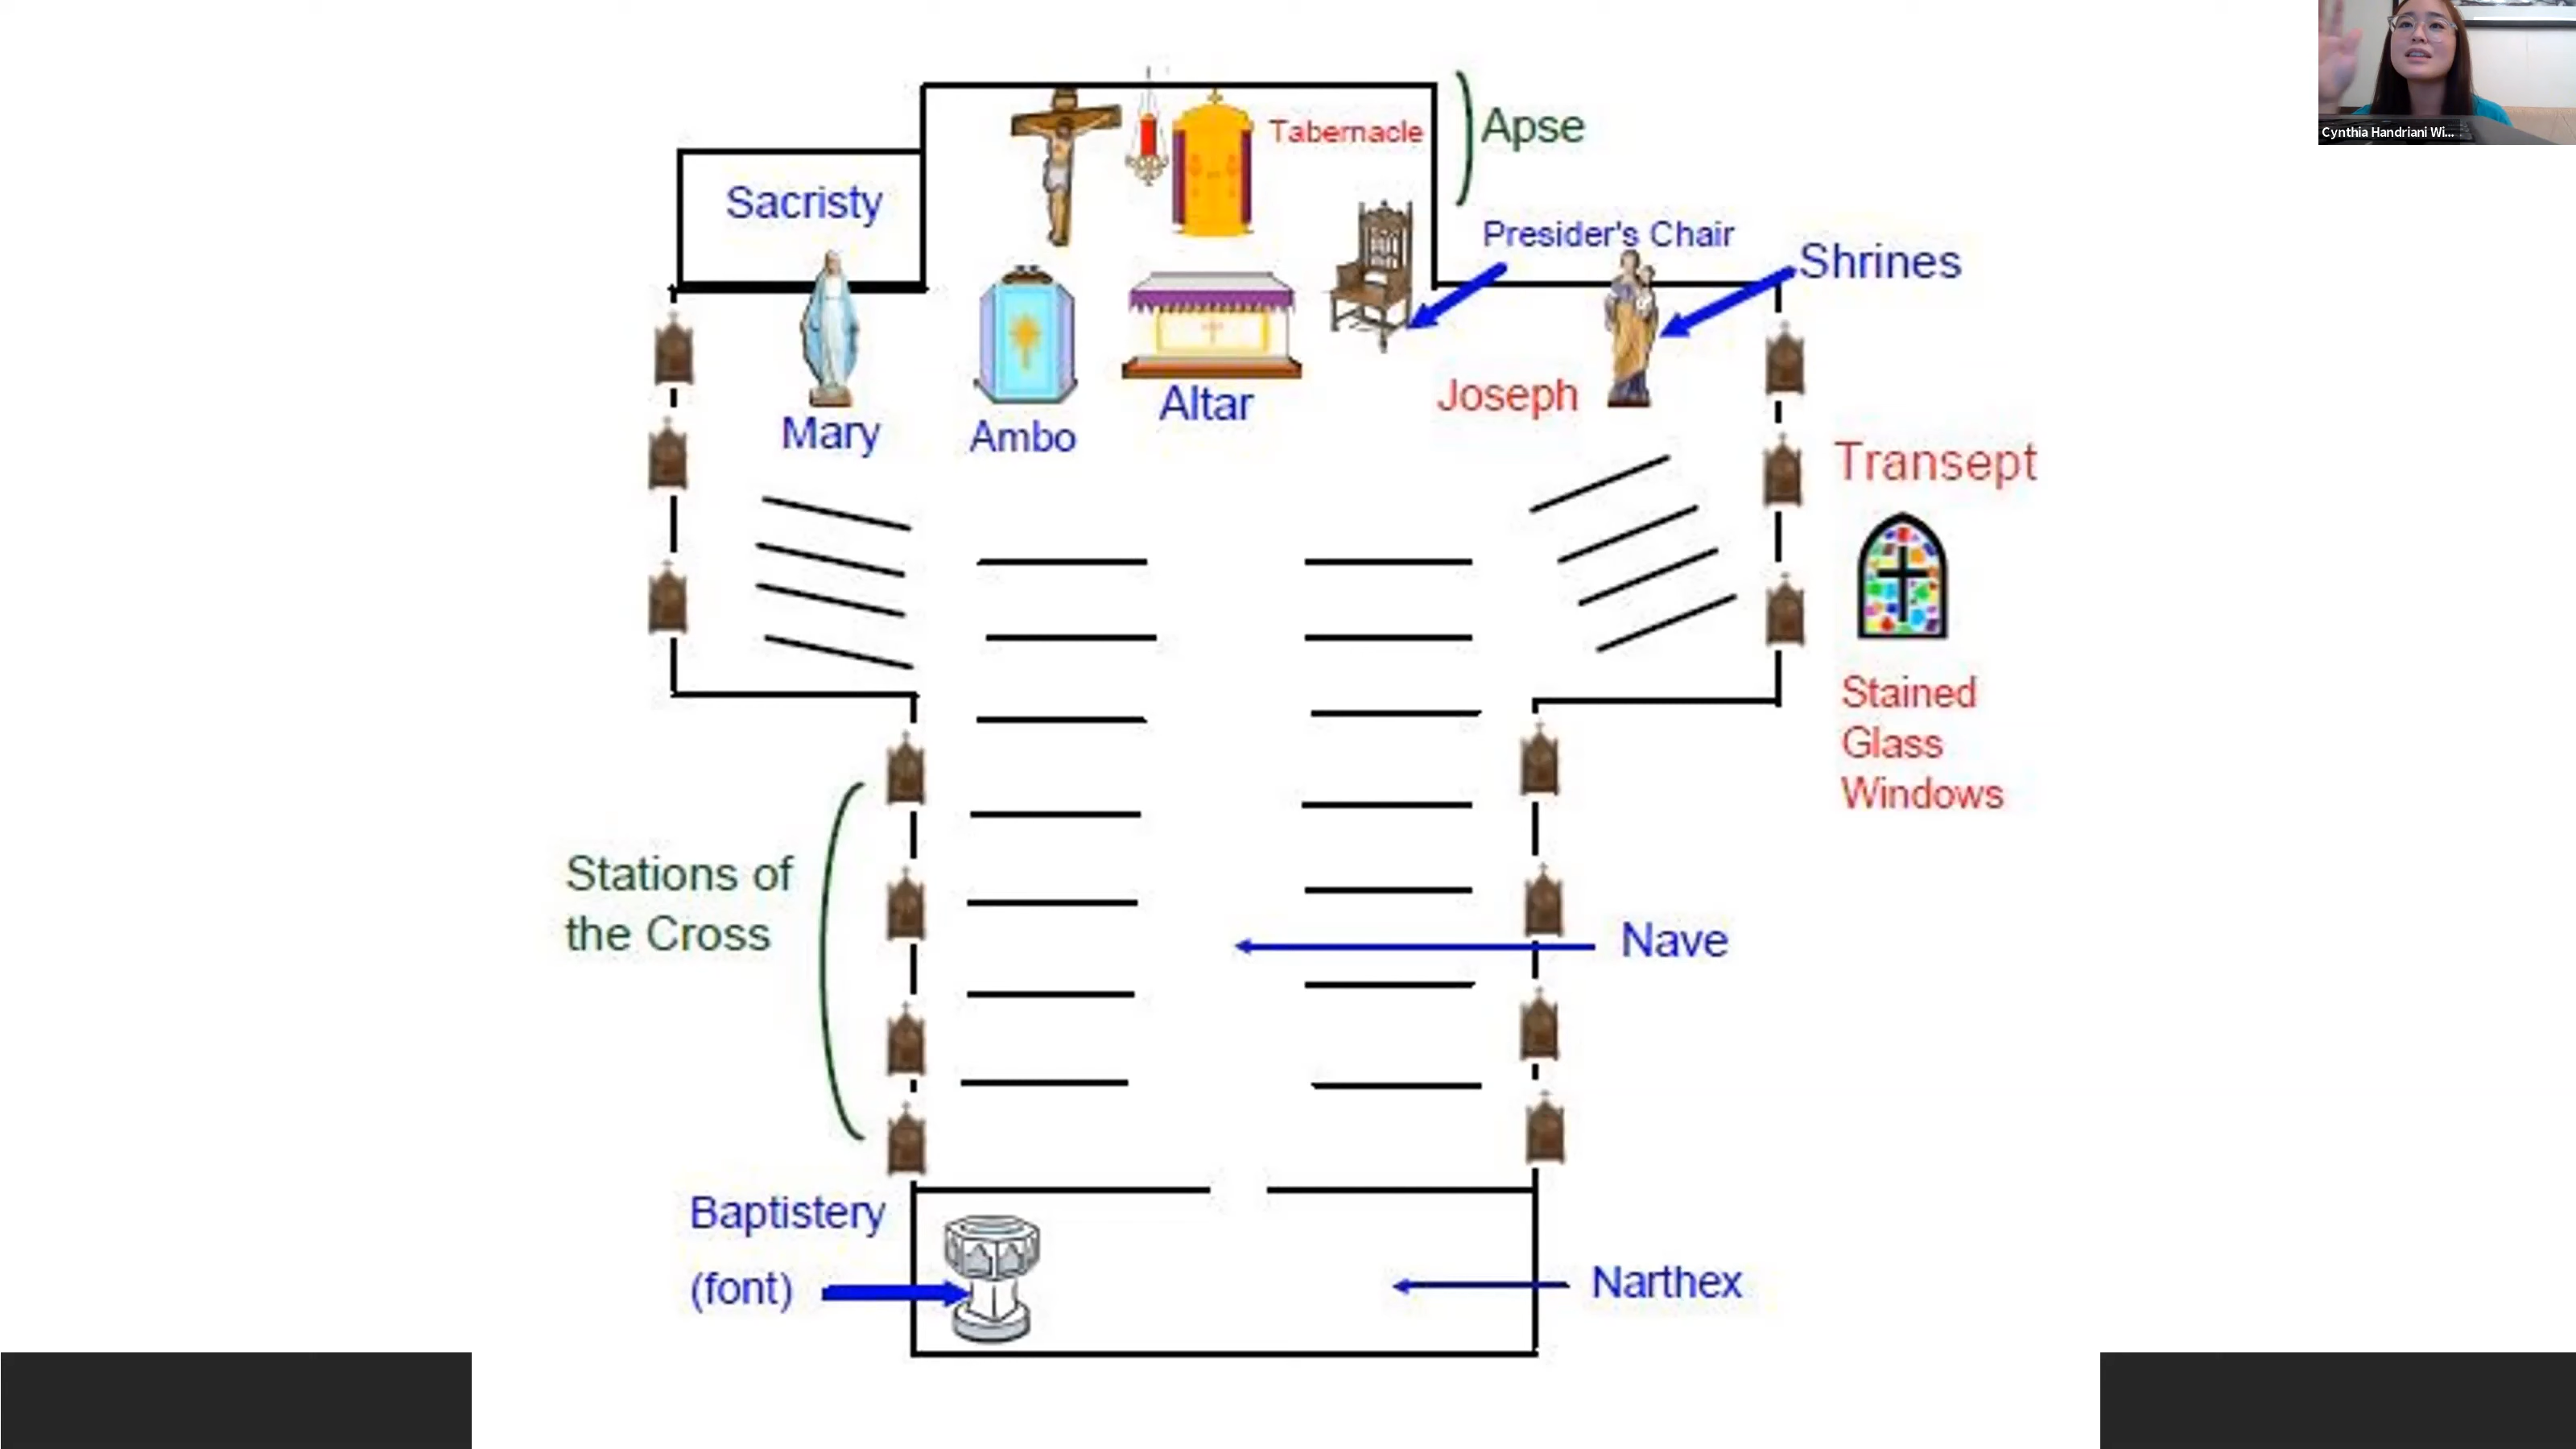 Cynthia Handriani Wi...
Tabernacle
Apse
Sacristy
Presider's Chair
Shrines
Joseph
Altar
Mary
Ambo
Transept
Stained
Glass
Windows
Stations of
the Cross
Nave
Baptistery
(font)
Narthex